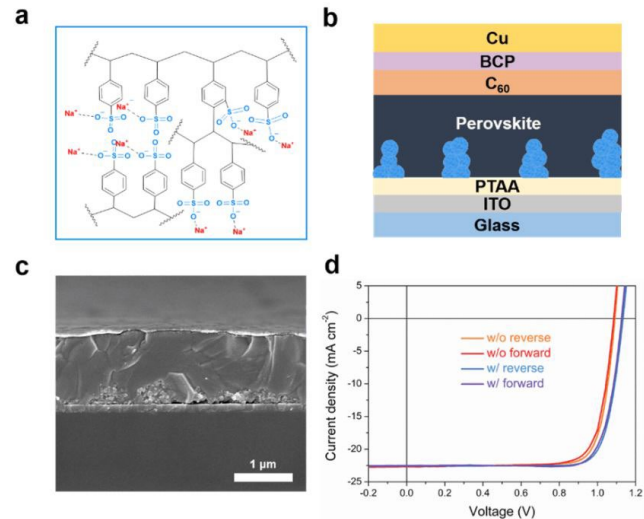 a
Na⁺
Na⁺
Na⁺
Na⁺
Na⁺
Na⁺
Na⁺
Na⁺
b
Cu
BCP
C₆₀
Perovskite
PTAA
ITO
Glass
c
1 µm
d
Current density (mA cm⁻²)
5
0
-5
-10
-15
-20
-25
w/o reverse
w/o forward
w/ reverse
w/ forward
-0.2
0.0
0.2
0.4
0.6
0.8
1.0
1.2
Voltage (V)